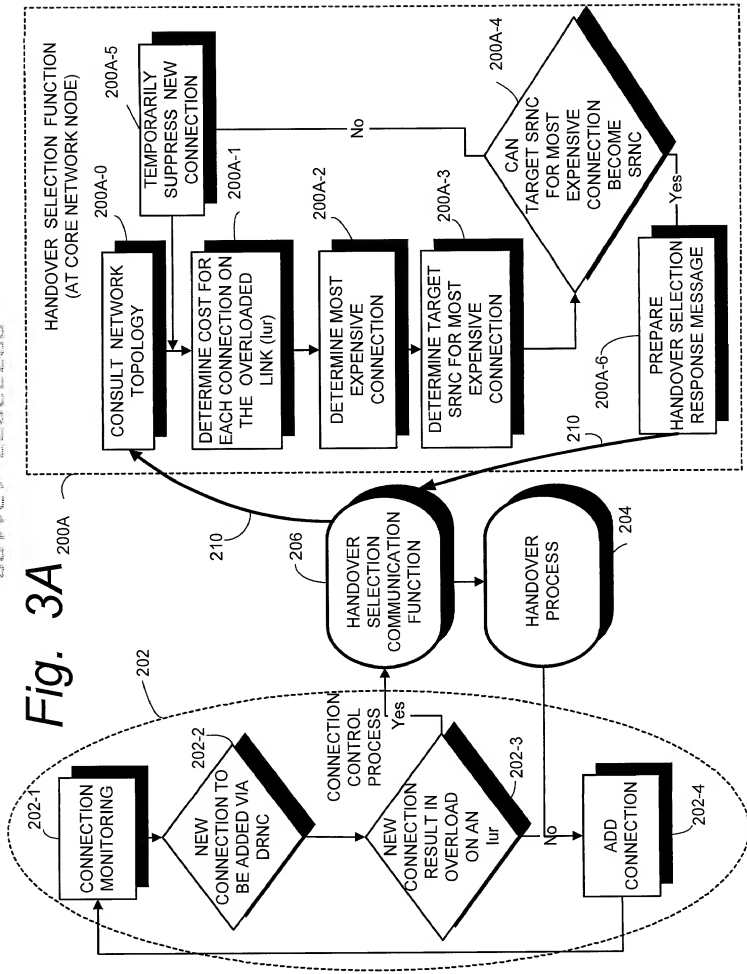 Fig. 3A
202
202-1
CONNECTION
MONITORING
202-2
NEW
CONNECTION TO
BE ADDED VIA
DRNC
CONNECTION
CONTROL
PROCESS
NEW
CONNECTION
RESULT IN
OVERLOAD
ON AN
Iur
202-3
Yes
No
ADD
CONNECTION
202-4
206
HANDOVER
SELECTION
COMMUNICATION
FUNCTION
HANDOVER
PROCESS
204
210
210
200A
HANDOVER SELECTION FUNCTION
(AT CORE NETWORK NODE)
200A-0
CONSULT NETWORK
TOPOLOGY
200A-5
TEMPORARILY
SUPPRESS NEW
CONNECTION
200A-1
DETERMINE COST FOR
EACH CONNECTION ON
THE OVERLOADED
LINK (Iur)
200A-2
DETERMINE MOST
EXPENSIVE
CONNECTION
200A-3
DETERMINE TARGET
SRNC FOR MOST
EXPENSIVE
CONNECTION
200A-4
CAN
TARGET SRNC
FOR MOST
EXPENSIVE
CONNECTION
BECOME
SRNC
No
Yes
200A-6
PREPARE
HANDOVER SELECTION
RESPONSE MESSAGE